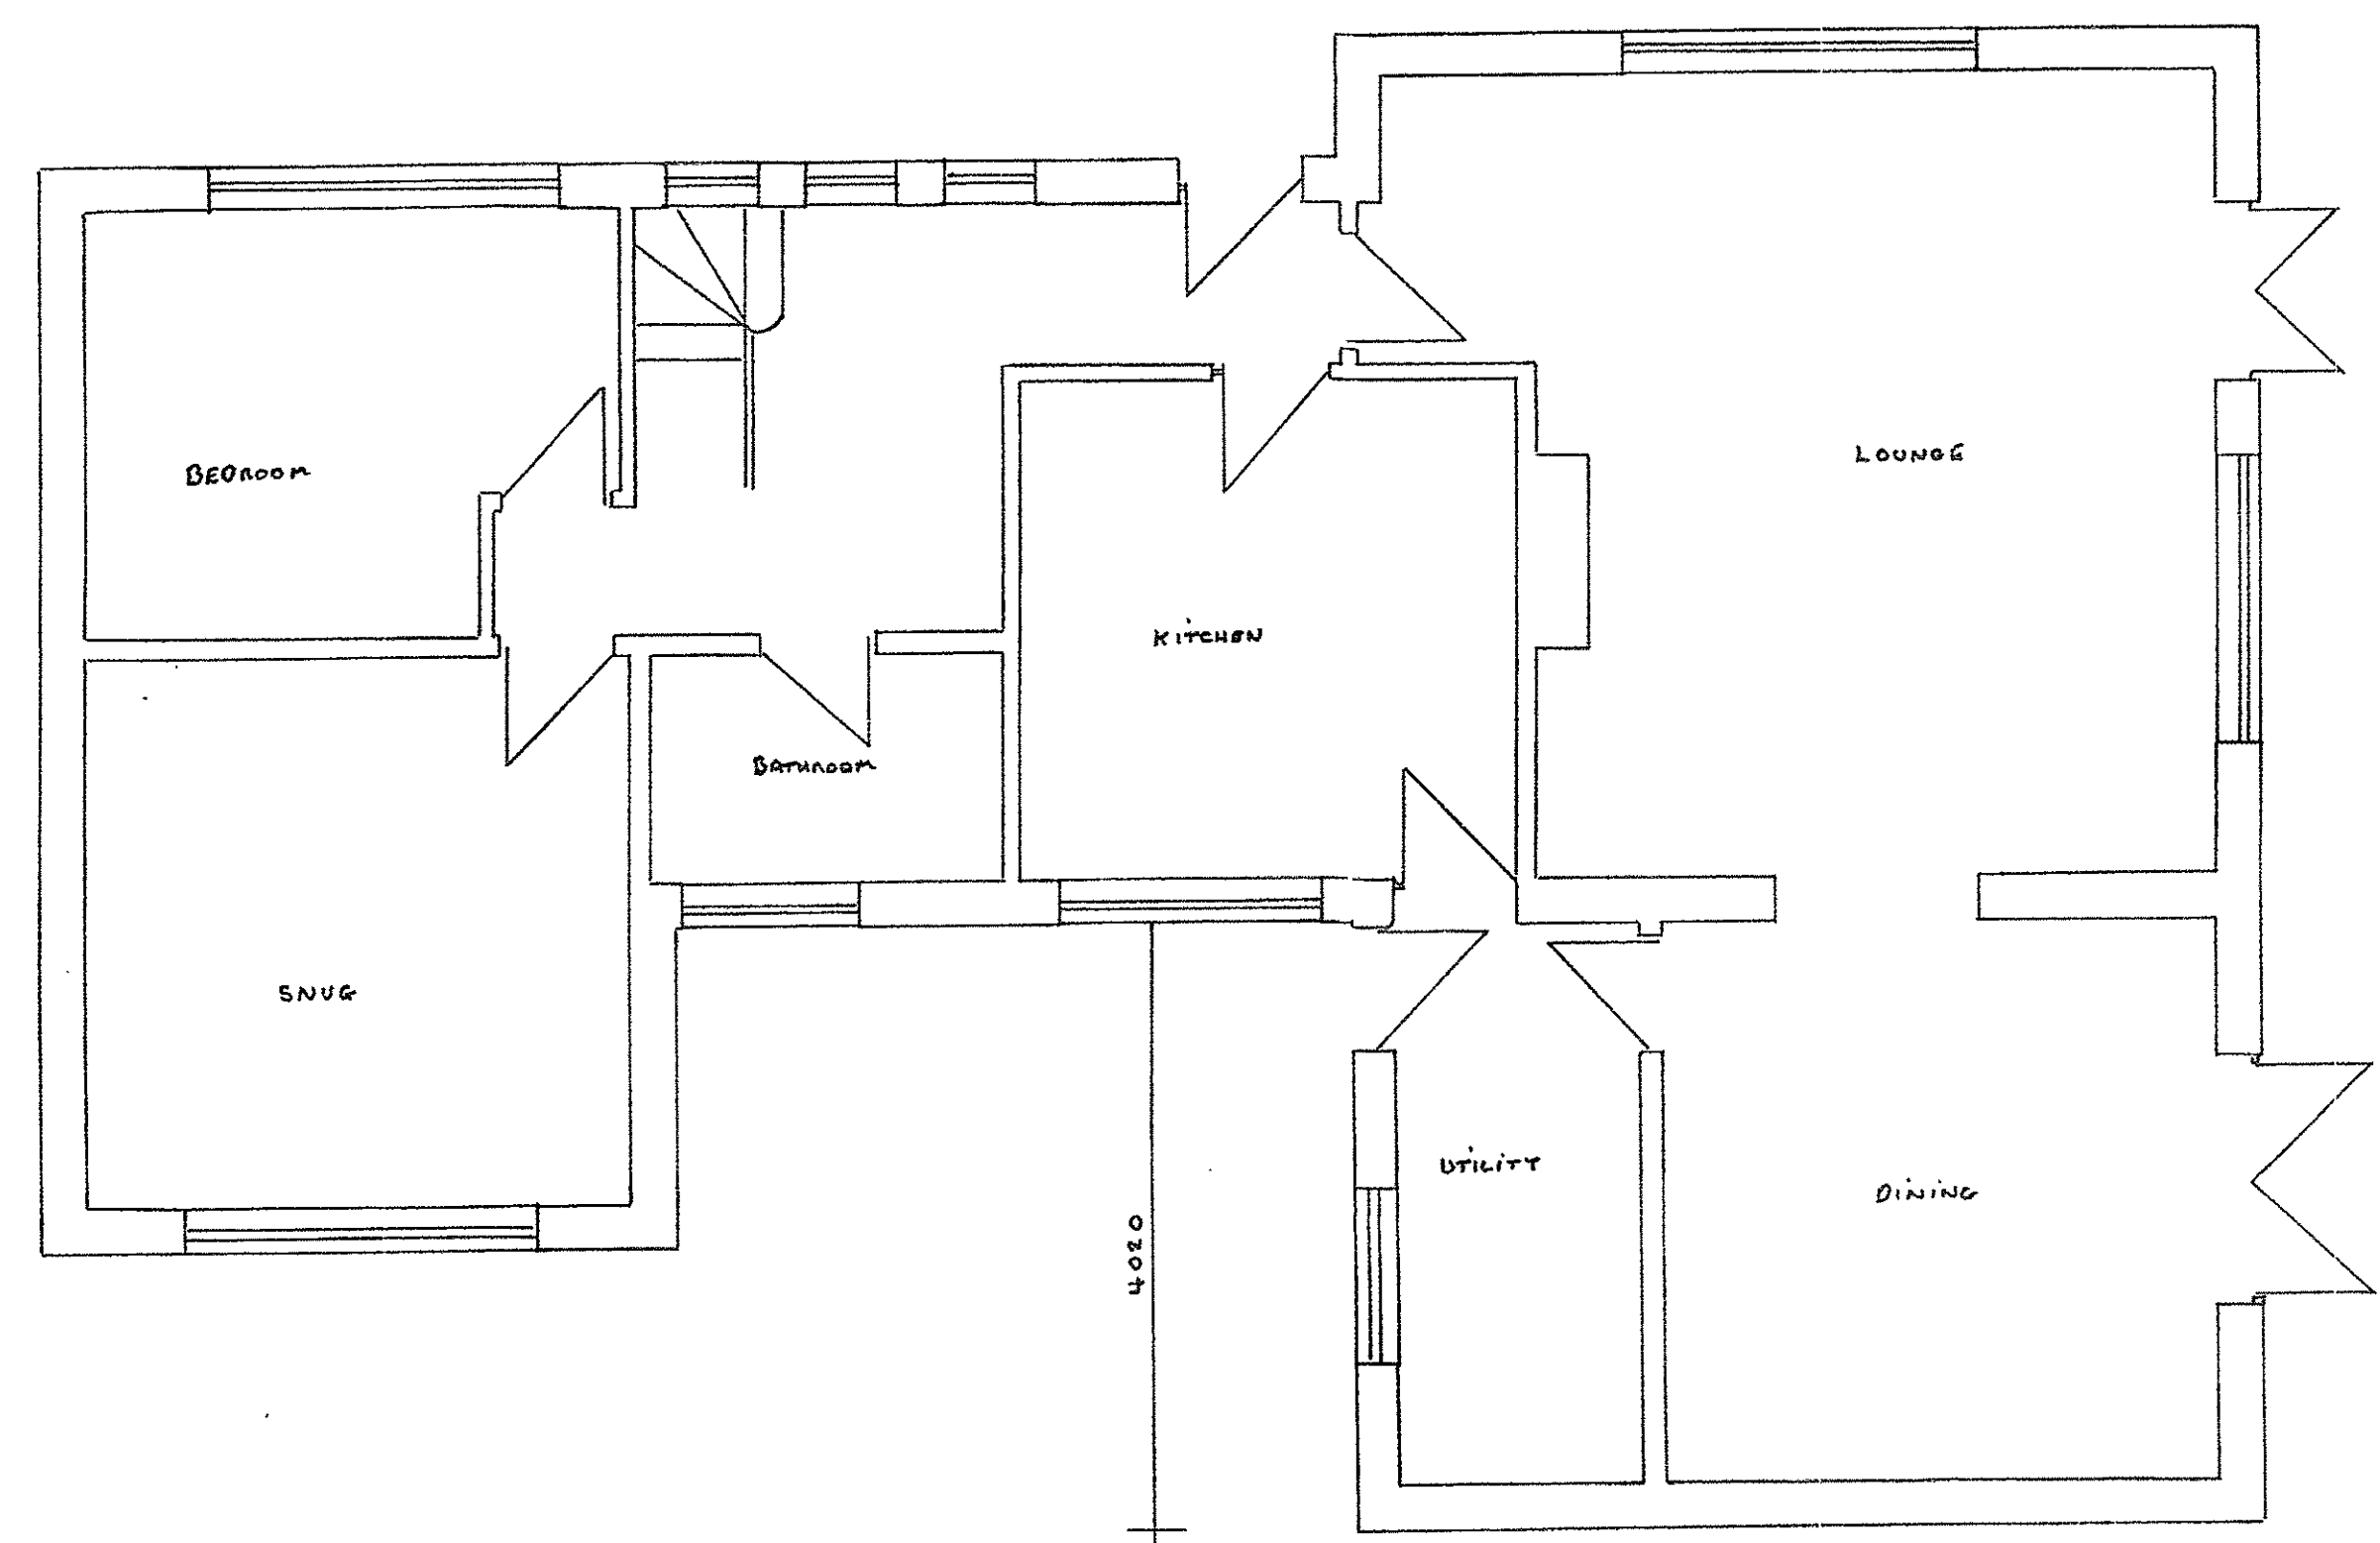 LOUNGE
BEDROOM
KITCHEN
BATHROOM
SNUG
UTILITY
DINING
4020